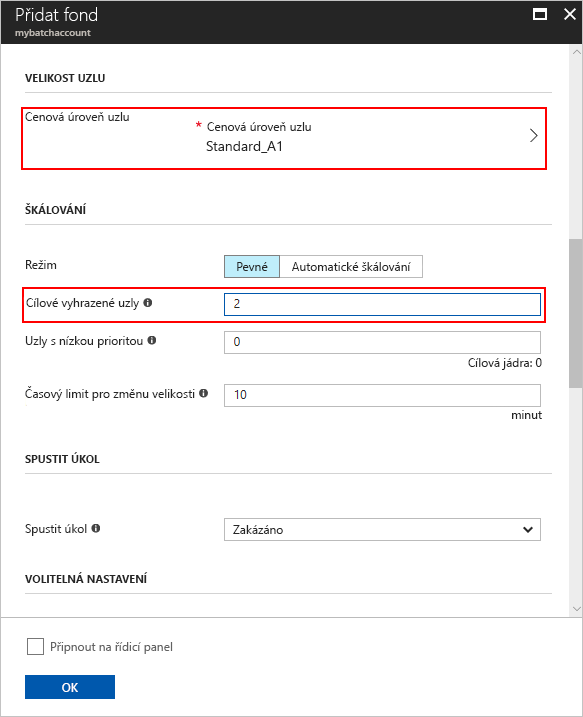 Přidat fond
mybatchaccount
VELIKOST UZLU
Cenová úroveň uzlu
* Cenová úroveň uzlu
Standard_A1
ŠKÁLOVÁNÍ
Režim Pevné Automatické škálování
Cílové vyhrazené uzly 2
Uzly s nízkou prioritou 0
Cílová jádra: 0
Časový limit pro změnu velikosti 10
minut
SPUSTIT ÚKOL
Spustit úkol Zakázáno
VOLITELNÁ NASTAVENÍ
Připnout na řídicí panel
OK